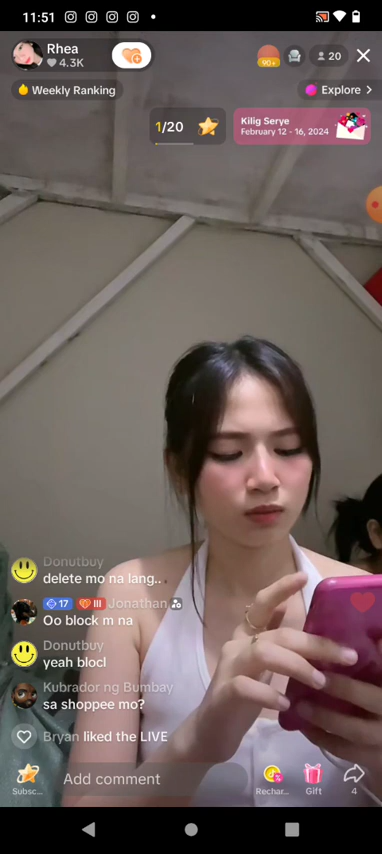 11:51
Rhea
4.3K
90+
20
Weekly Ranking
Explore >
1/20
Kilig Serye
February 12 - 16, 2024
Donutbuy
delete mo na lang..
17 III Jonathan
Oo block m na
Donutbuy
yeah blocl
Kubrador ng Bumbay
sa shoppee mo?
Bryan liked the LIVE
Subsc...
Add comment
Rechar...
Gift
4